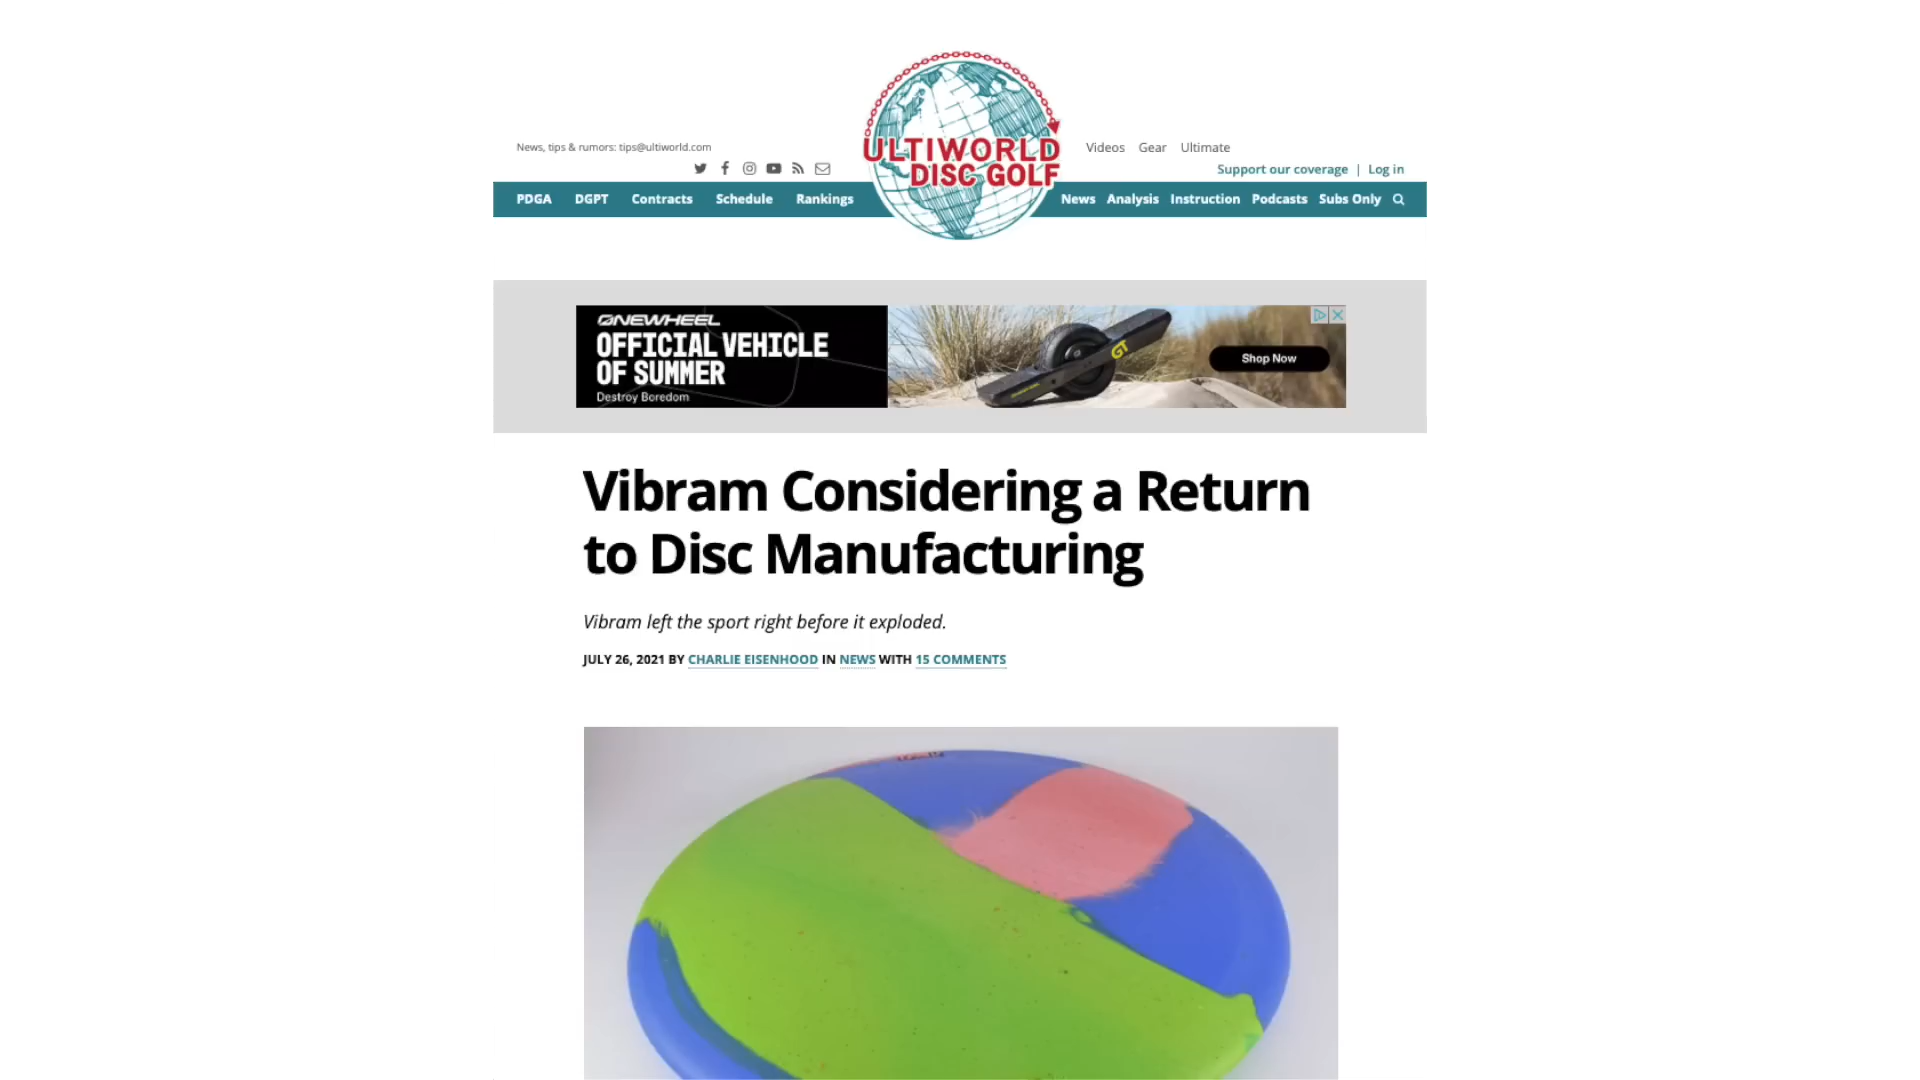 News, tips & rumors: tips@ultiworld.com
ULTIWORLD
DISC GOLF
Videos Gear Ultimate
Support our coverage | Log in
PDGA DGPT Contracts Schedule Rankings
News Analysis Instruction Podcasts Subs Only
ONEWHEEL
OFFICIAL VEHICLE
OF SUMMER
Destroy Boredom
GT
Shop Now
Vibram Considering a Return
to Disc Manufacturing
Vibram left the sport right before it exploded.
JULY 26, 2021 BY CHARLIE EISENHOOD IN NEWS WITH 15 COMMENTS